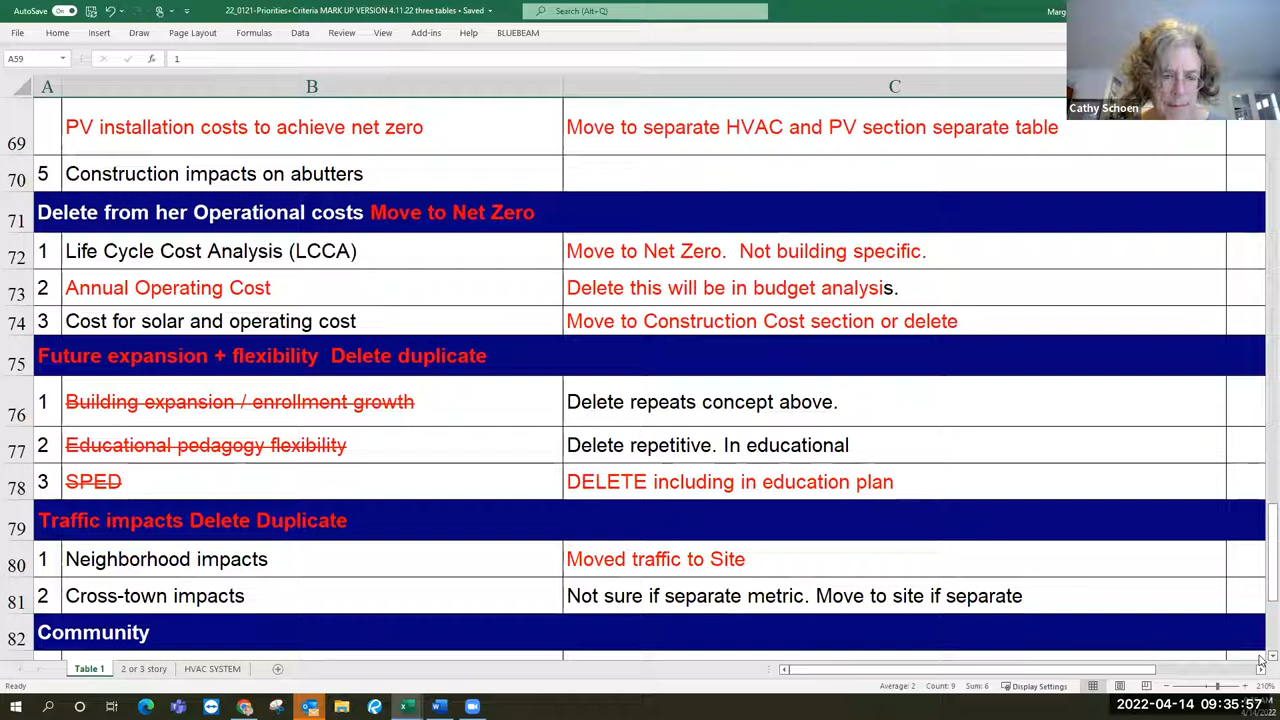 AutoSave On 22_0121-Priorities+Criteria MARK UP VERSION 4.11.22 three tables • Saved Search (Alt+Q) Marg
File Home Insert Draw Page Layout Formulas Data Review View Add-ins Help BLUEBEAM
A59 fx 1
Cathy Schoen
A B C
69 PV installation costs to achieve net zero Move to separate HVAC and PV section separate table
70 5 Construction impacts on abutters
71 Delete from her Operational costs Move to Net Zero
72 1 Life Cycle Cost Analysis (LCCA) Move to Net Zero. Not building specific.
73 2 Annual Operating Cost Delete this will be in budget analysis.
74 3 Cost for solar and operating cost Move to Construction Cost section or delete
75 Future expansion + flexibility Delete duplicate
76 1 Building expansion / enrollment growth Delete repeats concept above.
77 2 Educational pedagogy flexibility Delete repetitive. In educational
78 3 SPED DELETE including in education plan
79 Traffic impacts Delete Duplicate
80 1 Neighborhood impacts Moved traffic to Site
81 2 Cross-town impacts Not sure if separate metric. Move to site if separate
82 Community
Table 1 2 or 3 story HVAC SYSTEM
Ready Average: 2 Count: 9 Sum: 6 Display Settings 210%
2022-04-14 09:35:57